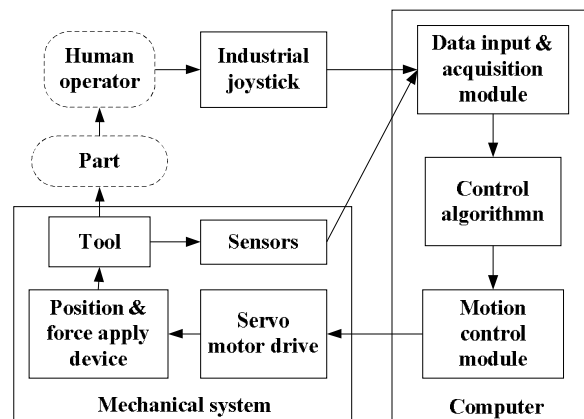 Human
operator
Industrial
joystick
Data input &
acquisition
module
Part
Control
algorithmn
Tool
Sensors
Position &
force apply
device
Servo
motor drive
Motion
control
module
Mechanical system
Computer